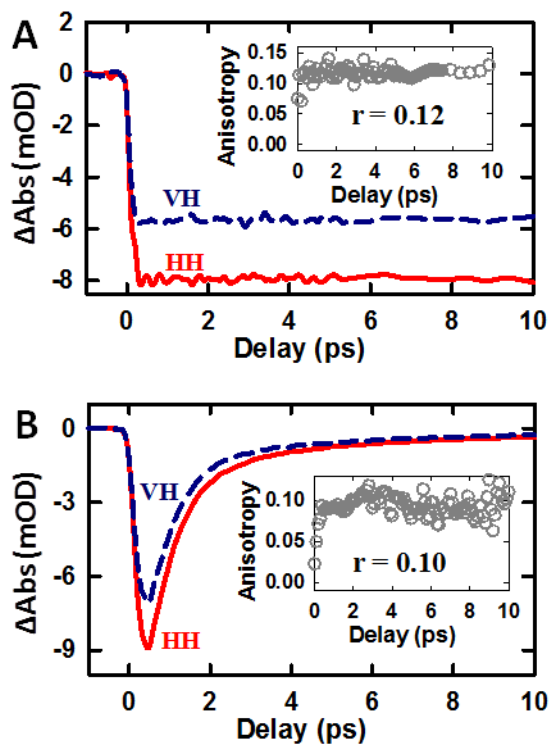 A
2
0
-2
-4
-6
-8
ΔAbs (mOD)
VH
HH
0 2 4 6 8 10
Delay (ps)
0.15
0.10
0.05
0.00
Anisotropy
r = 0.12
0 2 4 6 8 10
Delay (ps)
B
0
-3
-6
-9
ΔAbs (mOD)
VH
HH
0 2 4 6 8 10
Delay (ps)
0.10
0.05
0.00
Anisotropy
r = 0.10
0 2 4 6 8 10
Delay (ps)